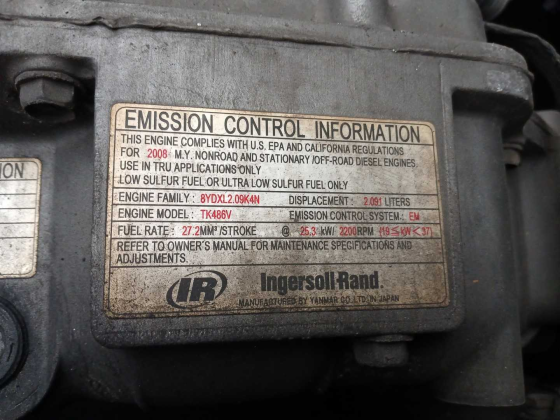 EMISSION CONTROL INFORMATION
THIS ENGINE COMPLIES WITH U.S. EPA AND CALIFORNIA REGULATIONS
FOR 2008 M.Y. NONROAD AND STATIONARY /OFF-ROAD DIESEL ENGINES.
USE IN TRU APPLICATIONS ONLY
LOW SULFUR FUEL OR ULTRA LOW SULFUR FUEL ONLY
ENGINE FAMILY : 8YDXL2.09K4N DISPLACEMENT : 2.091 LITERS
ENGINE MODEL : TK486V EMISSION CONTROL SYSTEM : EM
FUEL RATE : 27.2MM³/STROKE @ 25.3 kW/ 2200RPM (19≤kW<37)
REFER TO OWNER'S MANUAL FOR MAINTENANCE SPECIFICATIONS AND
ADJUSTMENTS.
IR Ingersoll-Rand.
MANUFACTURED BY YANMAR CO.,LTD. IN JAPAN
ION